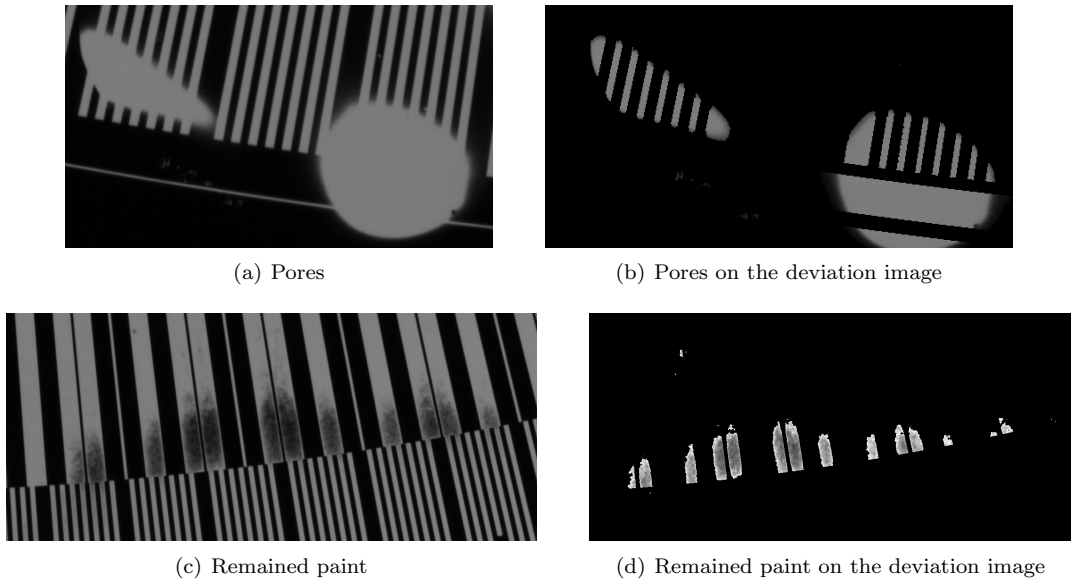 (a) Pores
(b) Pores on the deviation image
(c) Remained paint
(d) Remained paint on the deviation image